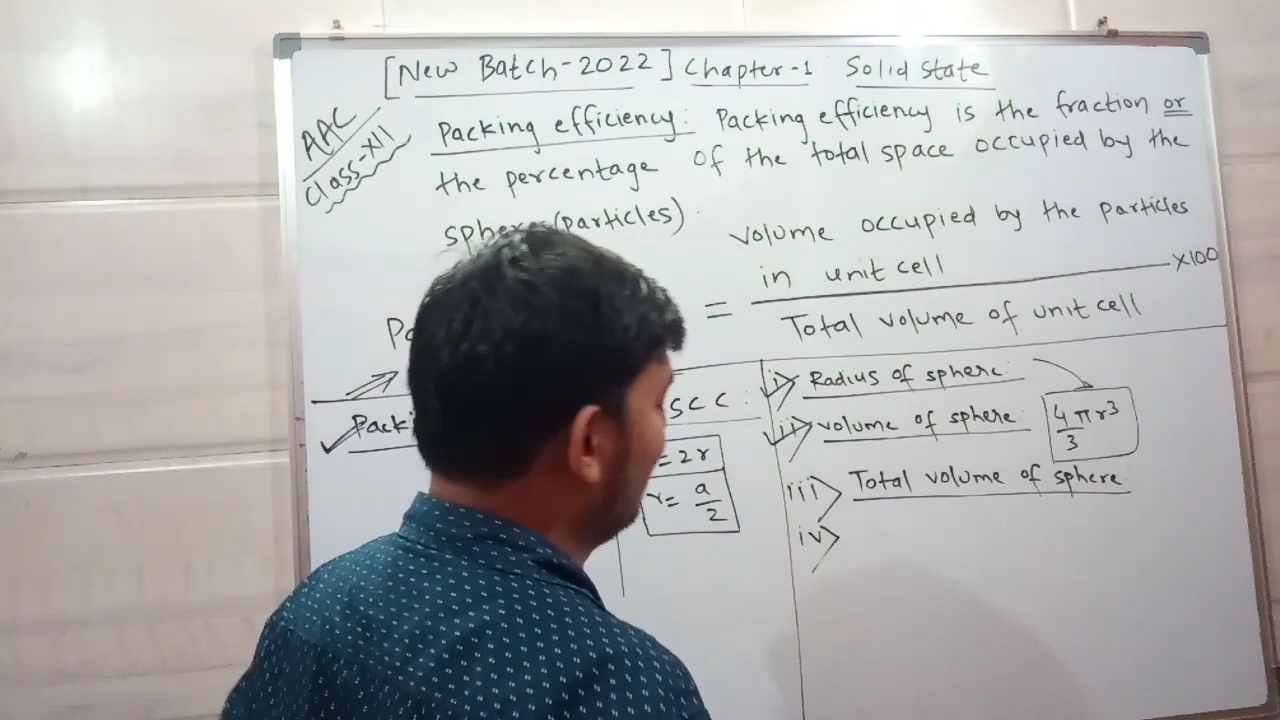 [New Batch-2022] Chapter-1 Solid State
AAC
Class-XII
Packing efficiency: Packing efficiency is the fraction or
the percentage of the total space occupied by the
(particles)
volume occupied by the particles
in unit cell
= ×100
Total volume of unit cell
SCC:
= 2r
r = a/2
i> Radius of sphere:
ii> volume of sphere: 4/3 πr³
iii> Total volume of sphere:
iv>